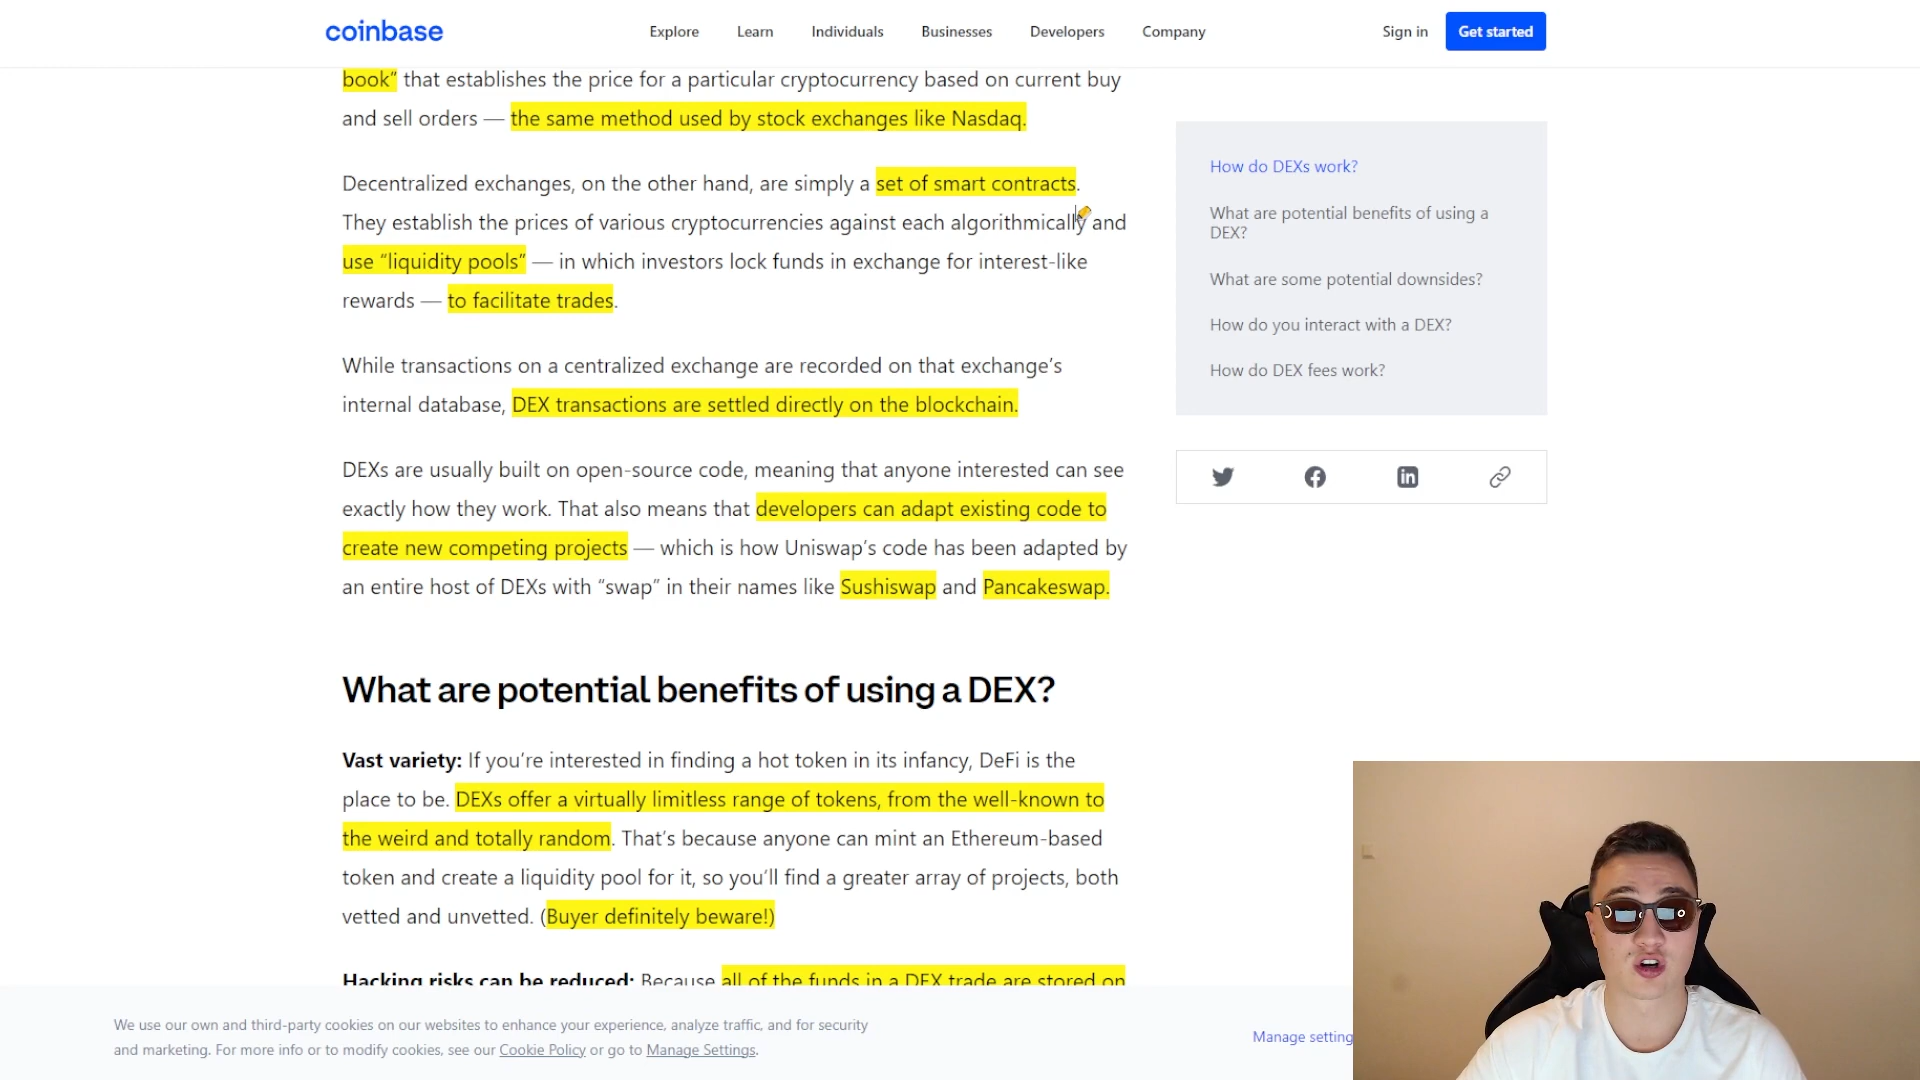 coinbase
Explore
Learn
Individuals
Businesses
Developers
Company
Sign in
Get started
book” that establishes the price for a particular cryptocurrency based on current buy
and sell orders — the same method used by stock exchanges like Nasdaq.
Decentralized exchanges, on the other hand, are simply a set of smart contracts.
They establish the prices of various cryptocurrencies against each algorithmically and
use “liquidity pools” — in which investors lock funds in exchange for interest-like
rewards — to facilitate trades.
While transactions on a centralized exchange are recorded on that exchange’s
internal database, DEX transactions are settled directly on the blockchain.
DEXs are usually built on open-source code, meaning that anyone interested can see
exactly how they work. That also means that developers can adapt existing code to
create new competing projects — which is how Uniswap’s code has been adapted by
an entire host of DEXs with “swap” in their names like Sushiswap and Pancakeswap.
What are potential benefits of using a DEX?
Vast variety: If you’re interested in finding a hot token in its infancy, DeFi is the
place to be. DEXs offer a virtually limitless range of tokens, from the well-known to
the weird and totally random. That’s because anyone can mint an Ethereum-based
token and create a liquidity pool for it, so you’ll find a greater array of projects, both
vetted and unvetted. (Buyer definitely beware!)
Hacking risks can be reduced: Because all of the funds in a DEX trade are stored on
How do DEXs work?
What are potential benefits of using a
DEX?
What are some potential downsides?
How do you interact with a DEX?
How do DEX fees work?
We use our own and third-party cookies on our websites to enhance your experience, analyze traffic, and for security
and marketing. For more info or to modify cookies, see our Cookie Policy or go to Manage Settings.
Manage setting